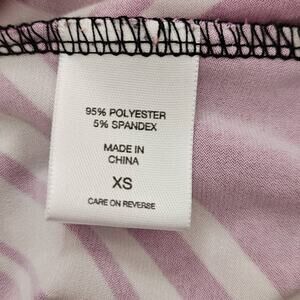 95% POLYESTER
5% SPANDEX
MADE IN
CHINA
XS
CARE ON REVERSE